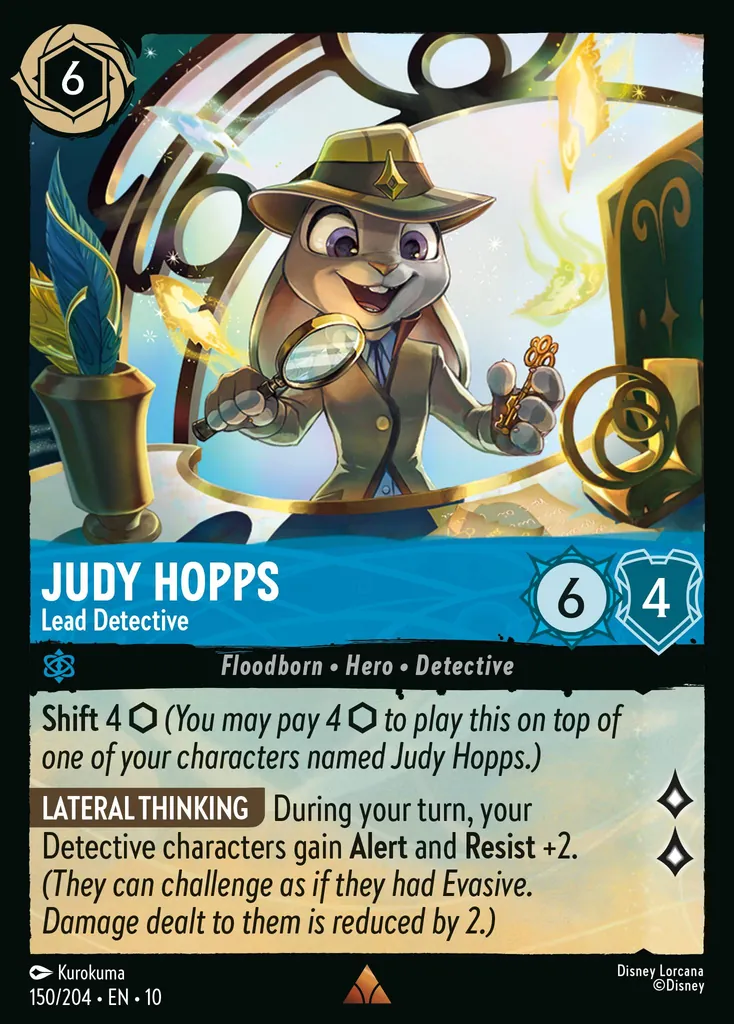 6
JUDY HOPPS
Lead Detective
6
4
Floodborn • Hero • Detective
Shift 4 ⬡ (You may pay 4 ⬡ to play this on top of
one of your characters named Judy Hopps.)
LATERAL THINKING During your turn, your
Detective characters gain Alert and Resist +2.
(They can challenge as if they had Evasive.
Damage dealt to them is reduced by 2.)
Kurokuma
150/204 • EN • 10
Disney Lorcana
©Disney